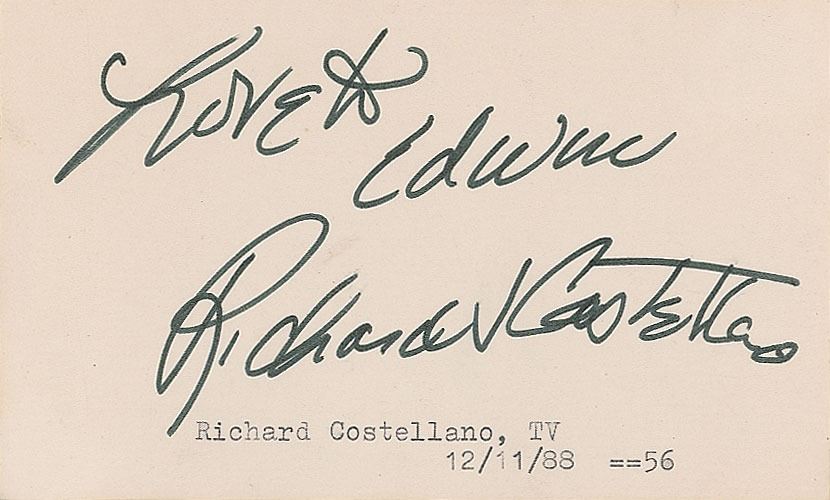 Love to
Edwin
Richard S Castellano
Richard Costellano, TV
12/11/88 ==56